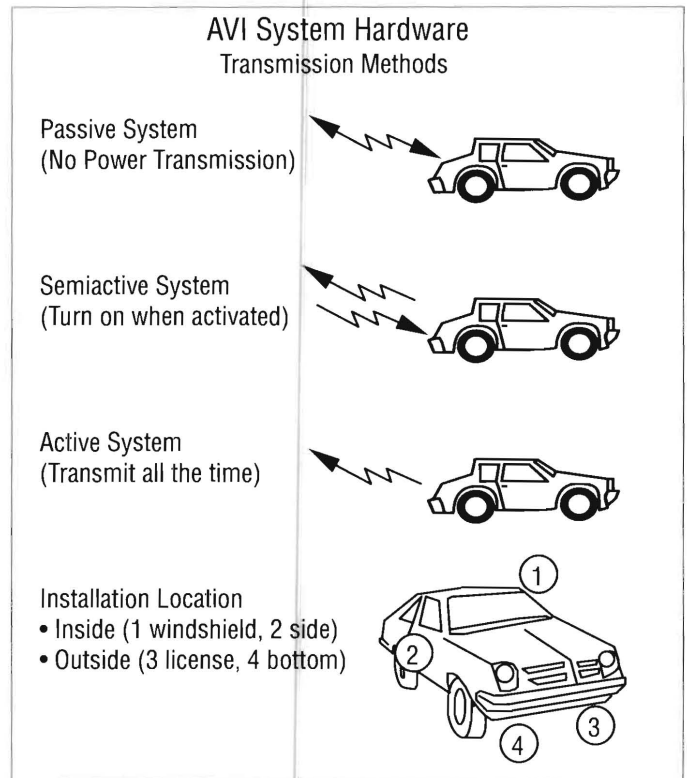 AVI System Hardware
Transmission Methods
Passive System
(No Power Transmission)
Semiactive System
(Turn on when activated)
Active System
(Transmit all the time)
Installation Location
• Inside (1 windshield, 2 side)
• Outside (3 license, 4 bottom)
1
2
3
4